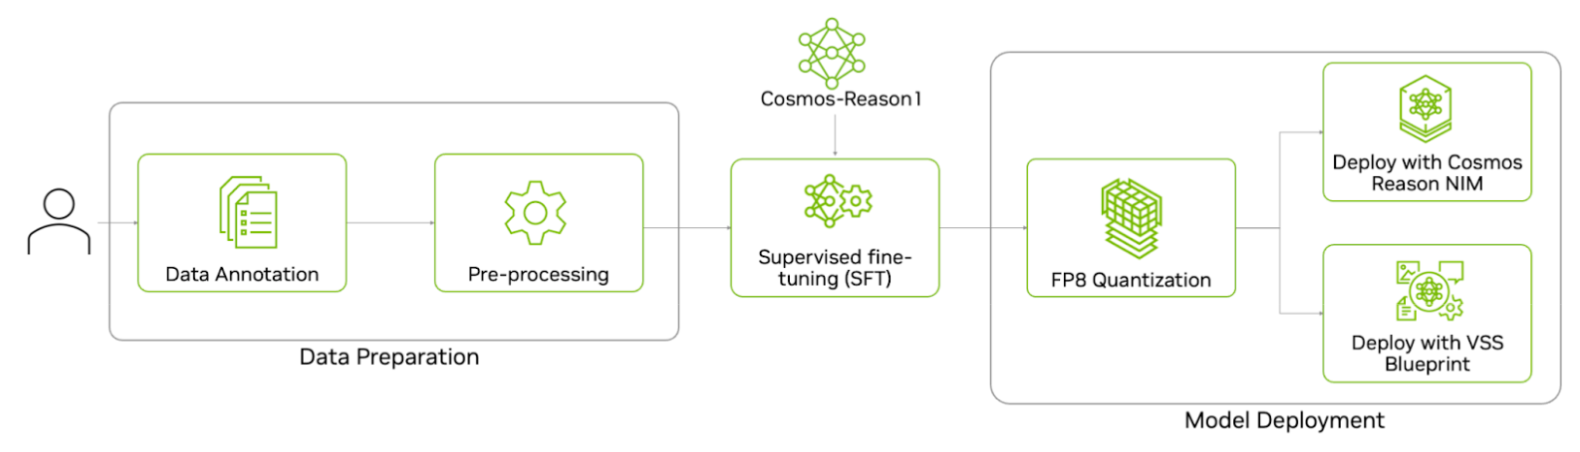 Cosmos-Reason1
Data Annotation
Pre-processing
Data Preparation
Supervised fine-
tuning (SFT)
FP8 Quantization
Deploy with Cosmos
Reason NIM
Deploy with VSS
Blueprint
Model Deployment